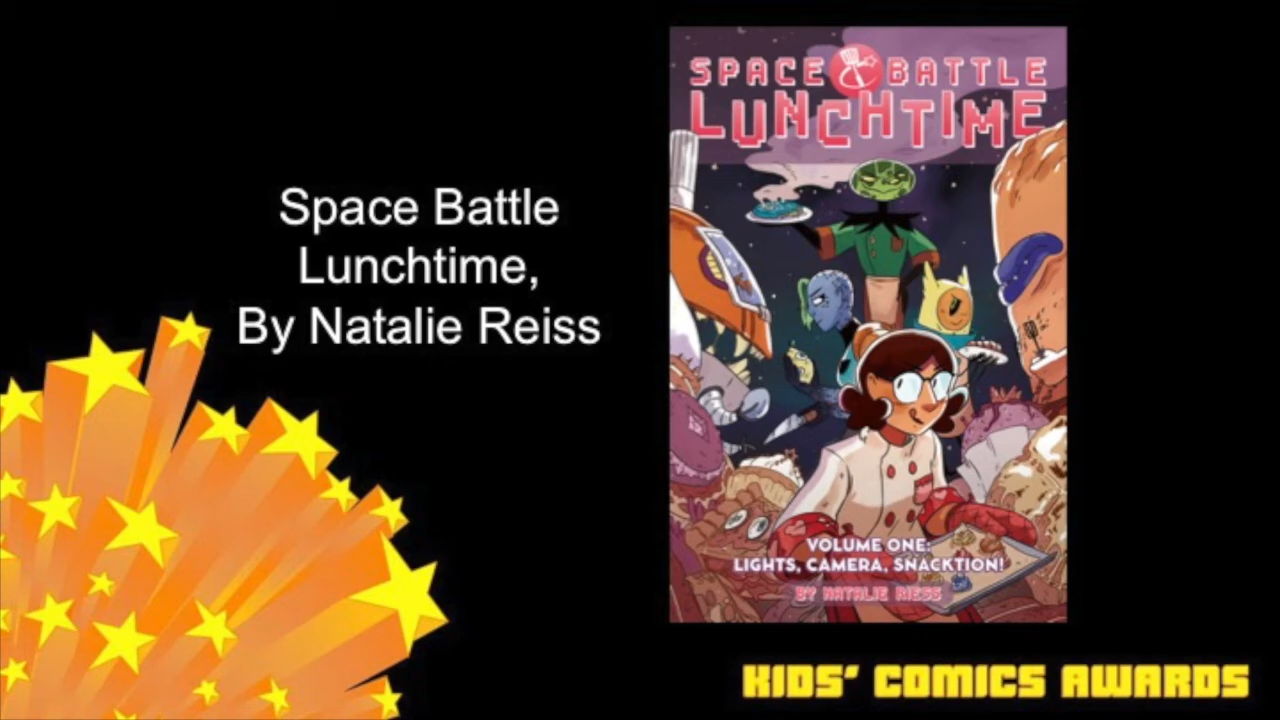 Space Battle
Lunchtime,
By Natalie Reiss
SPACE BATTLE
LUNCHTIME
VOLUME ONE:
LIGHTS, CAMERA, SNACKTION!
BY NATALIE RIESS
KIDS' COMICS AWARDS